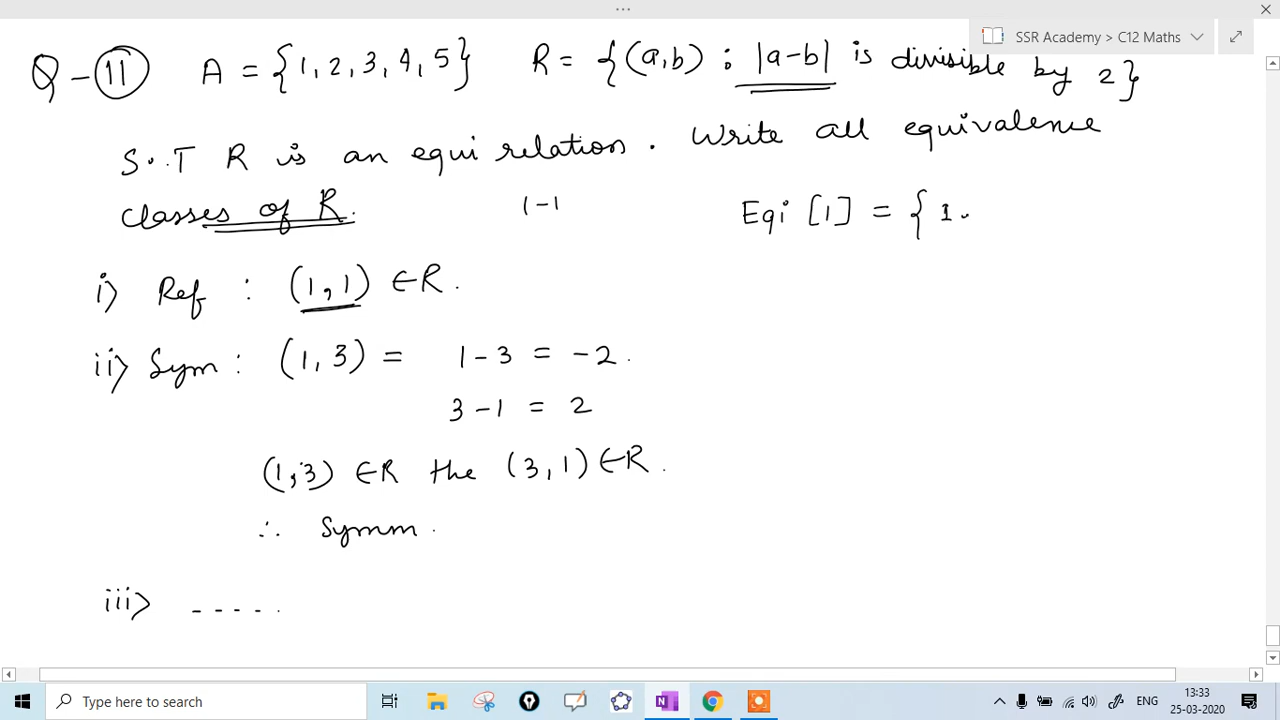 ...
SSR Academy > C12 Maths
Q-11 A = {1, 2, 3, 4, 5} R = {(a,b) : |a-b| is divisible by 2}
S.T R is an equi relation. Write all equivalence
classes of R.
1-1
Eqi [1] = { 1.
i) Ref : (1,1) ∈ R.
ii) Sym : (1,3) = 1-3 = -2.
3-1 = 2
(1,3) ∈ R the (3,1) ∈ R.
∴ Symm.
iii) -----
Type here to search
ENG
13:33
25-03-2020